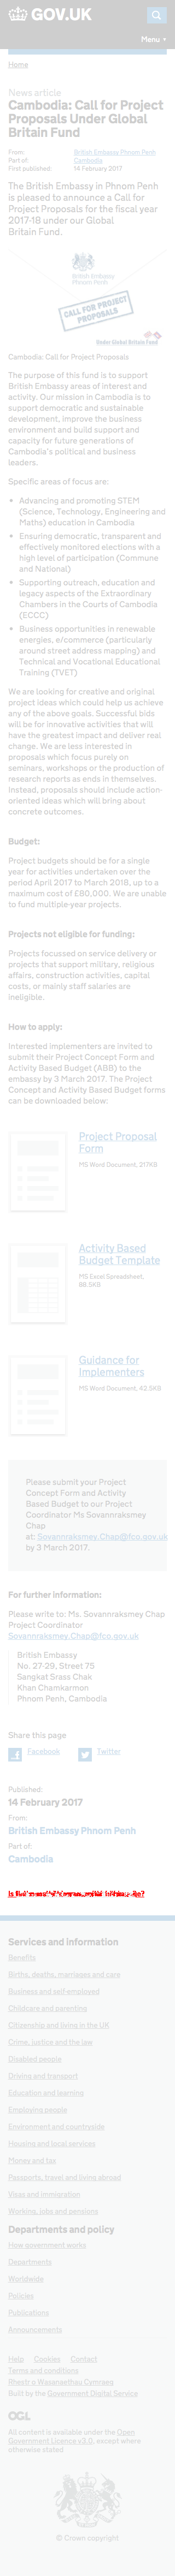 GOV.UK
Menu
Home
News article
Cambodia: Call for Project
Proposals Under Global
Britain Fund
From: British Embassy Phnom Penh
Part of: Cambodia
First published: 14 February 2017
The British Embassy in Phnom Penh
is pleased to announce a Call for
Project Proposals for the fiscal year
2017-18 under our Global
Britain Fund.
British Embassy
Phnom Penh
CALL FOR PROJECT
PROPOSALS
Under Global Britain Fund
Cambodia: Call for Project Proposals
The purpose of this fund is to support
British Embassy areas of interest and
activity. Our mission in Cambodia is to
support democratic and sustainable
development, improve the business
environment and build support and
capacity for future generations of
Cambodia's political and business
leaders.
Specific areas of focus are:
Advancing and promoting STEM
(Science, Technology, Engineering and
Maths) education in Cambodia
Ensuring democratic, transparent and
effectively monitored elections with a
high level of participation (Commune
and National)
Supporting outreach, education and
legacy aspects of the Extraordinary
Chambers in the Courts of Cambodia
(ECCC)
Business opportunities in renewable
energies, e/commerce (particularly
around street address mapping) and
Technical and Vocational Educational
Training (TVET)
We are looking for creative and original
project ideas which could help achieve
any of the above goals. Successful bids
will be for projects that are sustainable,
that will have the greatest impact and
that can deliver real and meaningful
change. We are less interested in
proposals which focus purely on
seminars, workshops or the production of
research reports as ends in themselves.
Instead, proposals should include action-
oriented ideas which will bring about
concrete outcomes.
Budget:
Project budgets should be for a single
year for activities undertaken over the
period April 2017 to March 2018, up to a
maximum cost of £80,000. We are unable
to fund multiple-year projects.
Projects not eligible for funding:
Projects focussed on service delivery or
projects that support military, religious
affairs, construction activities, capital
costs, or mainly staff salaries are
ineligible.
How to apply:
Interested implementers are invited to
submit their Project Concept Form and
Activity Based Budget (ABB) to the
embassy by 3 March 2017. The Project
Concept and Activity Based Budget forms
can be downloaded below:
Project Proposal
Form
MS Word Document, 217KB
Activity Based
Budget Template
MS Excel Spreadsheet,
88.5KB
Guidance for
Implementers
MS Word Document, 42.5KB
Please submit your Project
Concept Form and Activity
Based Budget to our Project
Coordinator Ms Sovannraksmey
Chap
at: Sovannraksmey.Chap@fco.gov.uk
by 3 March 2017.
For further information:
Please write to: Ms. Sovannraksmey Chap
Project Coordinator
Sovannraksmey.Chap@fco.gov.uk
British Embassy
No. 27-29, Street 75
Sangkat Srass Chak
Khan Chamkarmon
Phnom Penh, Cambodia
Share this page
Facebook Twitter
Published:
14 February 2017
From:
British Embassy Phnom Penh
Part of:
Cambodia
Services and information
Benefits
Births, deaths, marriages and care
Business and self employed
Childcare and parenting
Citizenship and living in the UK
Crime, justice and the law
Disabled people
Driving and transport
Education and learning
Employing people
Environment and countryside
Housing and local services
Money and tax
Passports, travel and living abroad
Visas and immigration
Working, jobs and pensions
Departments and policy
How government works
Departments
Worldwide
Policies
Publications
Announcements
Help Cookies Contact
Terms and conditions
Rhestr o Wasanaethau Cymraeg
Built by the Government Digital Service
OGL
All content is available under the Open
Government Licence v3.0, except where
otherwise stated
© Crown copyright